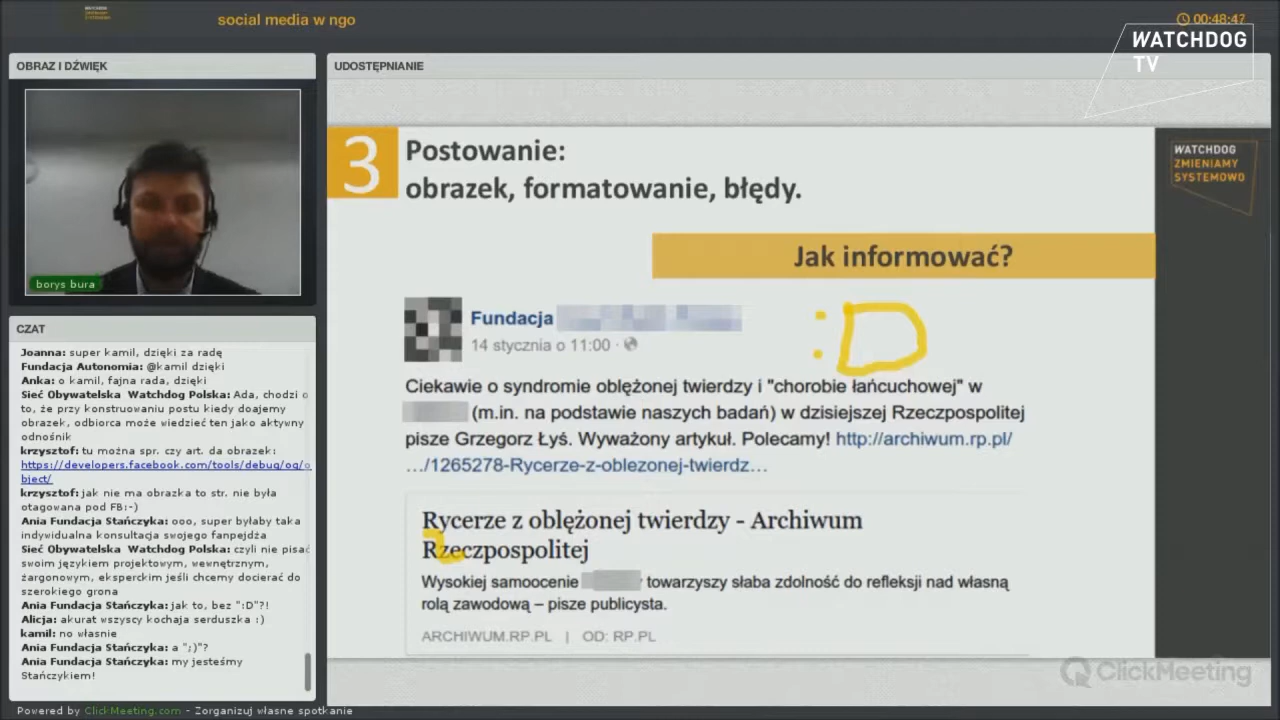 WATCHDOG
ZMIENIAMY
SYSTEMOWO
social media w ngo
00:48:47
WATCHDOG
TV
OBRAZ I DŹWIĘK
borys bura
CZAT
Joanna: super kamil, dzięki za radę
Fundacja Autonomia: @kamil dzięki
Anka: o kamil, fajna rada, dzięki
Sieć Obywatelska Watchdog Polska: Ada, chodzi o
to, że przy konstruowaniu postu kiedy doajemy
obrazek, odbiorca może wiedzieć ten jako aktywny
odnośnik
krzysztof: tu można spr. czy art. da obrazek:
https://developers.facebook.com/tools/debug/og/o
bject/
krzysztof: jak nie ma obrazka to str. nie była
otagowana pod FB:-)
Ania Fundacja Stańczyka: ooo, super byłaby taka
indywidualna konsultacja swojego fanpejdża
Sieć Obywatelska Watchdog Polska: czyli nie pisać
swoim językiem projektowym, wewnętrznym,
żargonowym, eksperckim jeśli chcemy docierać do
szerokiego grona
Ania Fundacja Stańczyka: jak to, bez ":D"?!
Alicja: akurat wszyscy kochaja serduszka :)
kamil: no własnie
Ania Fundacja Stańczyka: a ";)"?
Ania Fundacja Stańczyka: my jesteśmy
Stańczykiem!
UDOSTĘPNIANIE
3
Postowanie:
obrazek, formatowanie, błędy.
Jak informować?
Fundacja
14 stycznia o 11:00 ·
:D
Ciekawie o syndromie oblężonej twierdzy i "chorobie łańcuchowej" w
(m.in. na podstawie naszych badań) w dzisiejszej Rzeczpospolitej
pisze Grzegorz Łyś. Wyważony artykuł. Polecamy! http://archiwum.rp.pl/
…/1265278-Rycerze-z-oblezonej-twierdz…
Rycerze z oblężonej twierdzy - Archiwum
Rzeczpospolitej
Wysokiej samoocenie towarzyszy słaba zdolność do refleksji nad własną
rolą zawodową – pisze publicysta.
ARCHIWUM.RP.PL | OD: RP.PL
WATCHDOG
ZMIENIAMY
SYSTEMOWO
ClickMeeting
Powered by ClickMeeting.com - Zorganizuj własne spotkanie